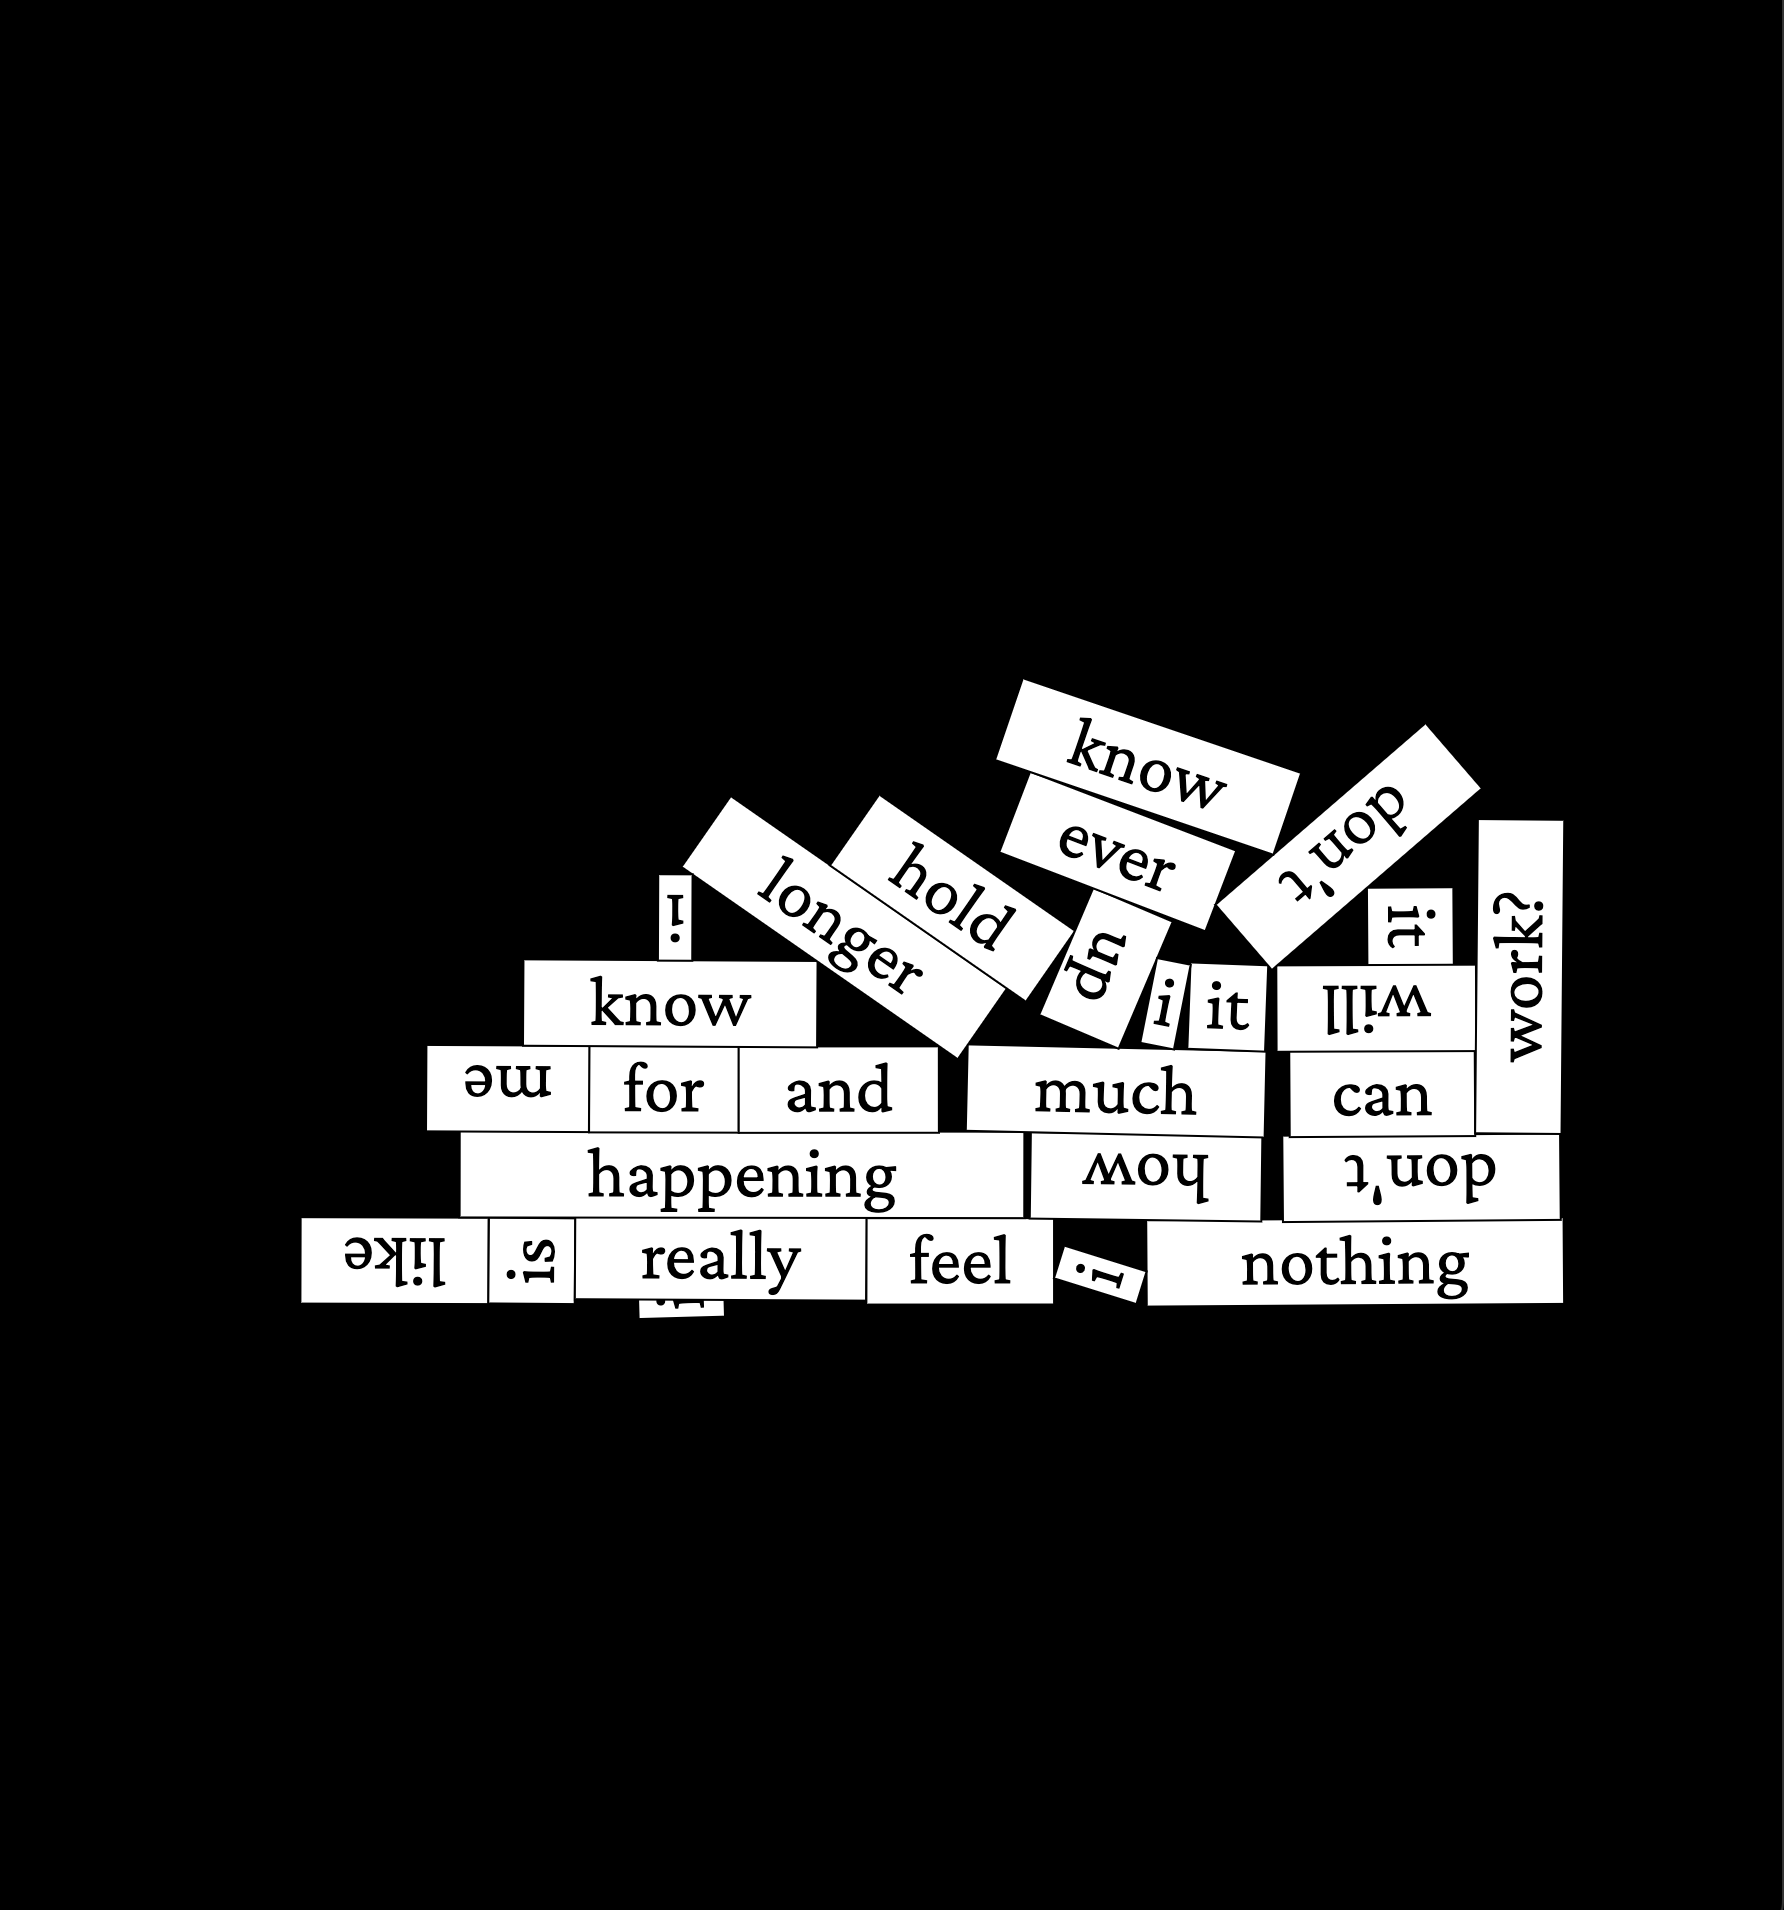 know
don't
ever
hold
longer
i
up
it
work?
know
i
it
will
me
for
and
much
can
happening
how
don't
like
is
really
feel
i
nothing